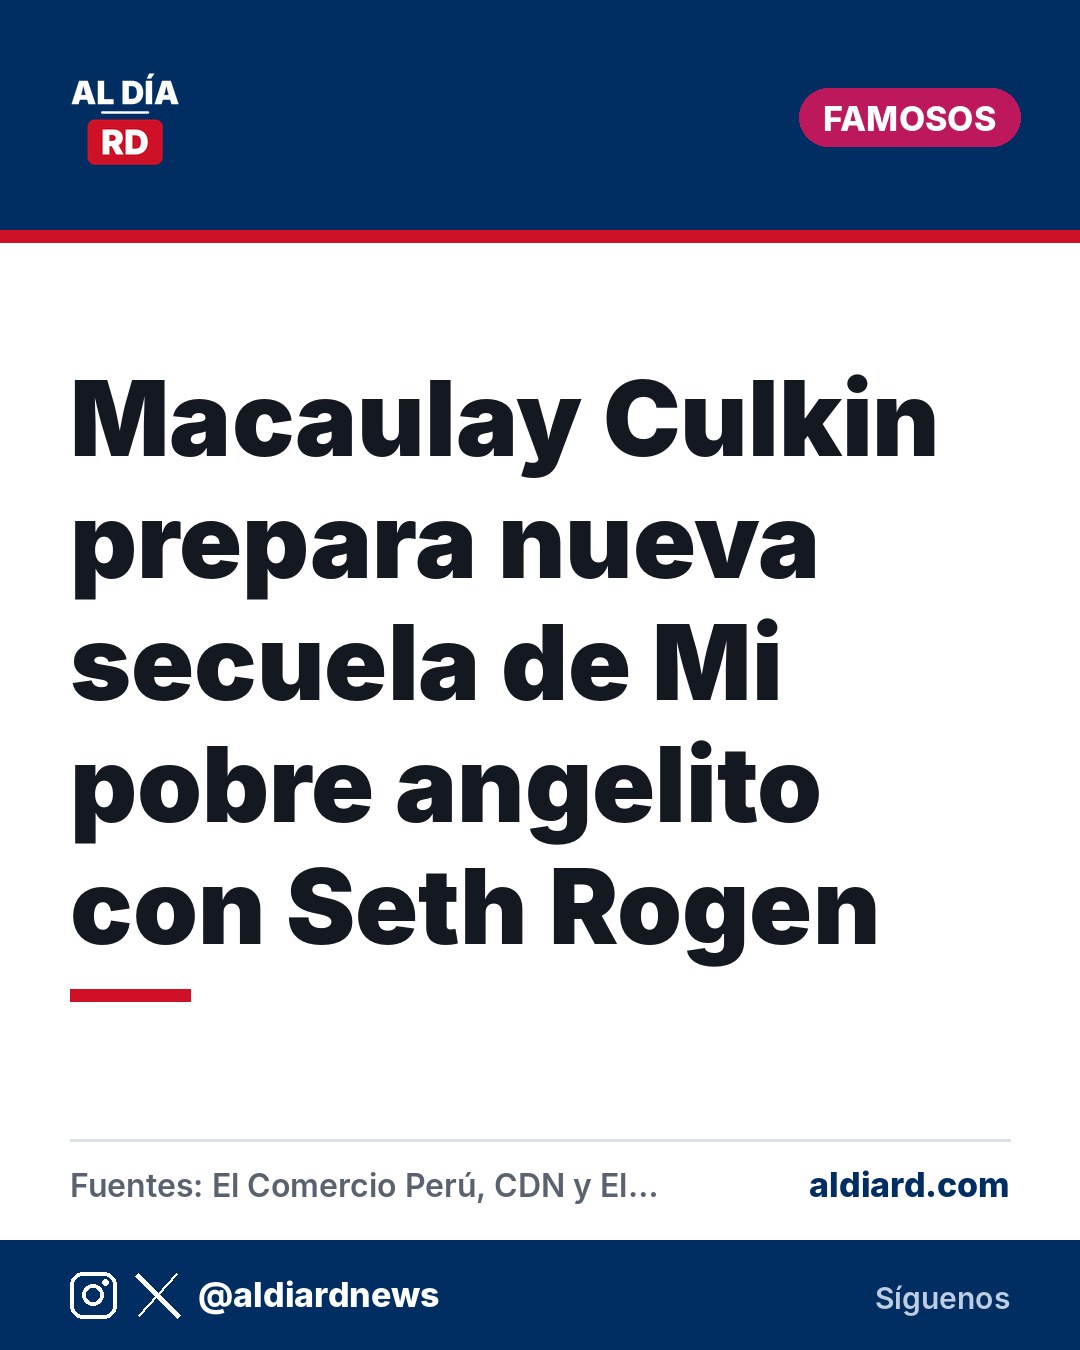 AL DÍA
RD
FAMOSOS
Macaulay Culkin
prepara nueva
secuela de Mi
pobre angelito
con Seth Rogen
Fuentes: El Comercio Perú, CDN y El...
aldiard.com
@aldiardnews
Síguenos